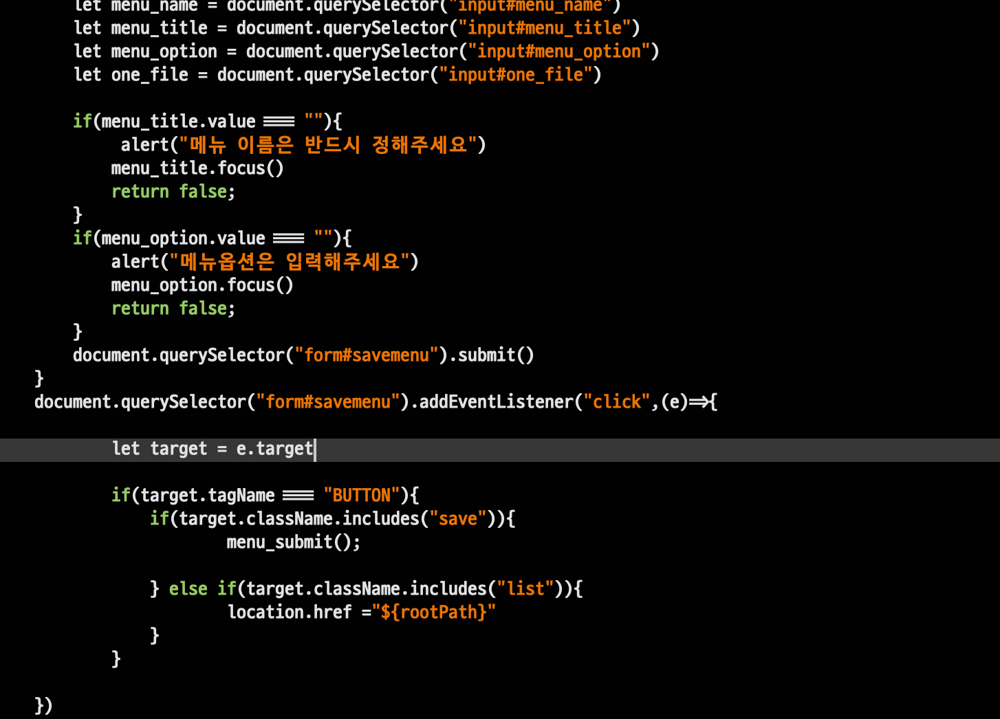 let menu_name = document.querySelector("input#menu_name")
let menu_title = document.querySelector("input#menu_title")
let menu_option = document.querySelector("input#menu_option")
let one_file = document.querySelector("input#one_file")
if(menu_title.value === ""){
alert("메뉴 이름은 반드시 정해주세요")
menu_title.focus()
return false;
}
if(menu_option.value === ""){
alert("메뉴옵션은 입력해주세요")
menu_option.focus()
return false;
}
document.querySelector("form#savemenu").submit()
}
document.querySelector("form#savemenu").addEventListener("click",(e)=>{
let target = e.target
if(target.tagName === "BUTTON"){
if(target.className.includes("save")){
menu_submit();
} else if(target.className.includes("list")){
location.href ="${rootPath}"
}
}
})